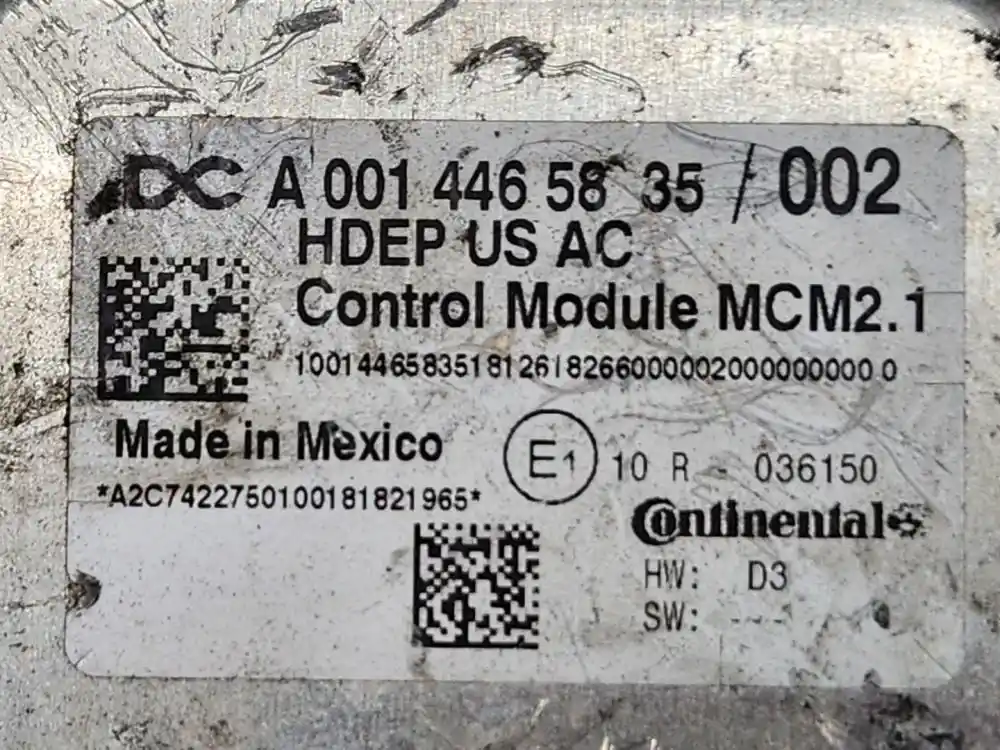 DC A 001 446 58 35 / 002
HDEP US AC
Control Module MCM2.1
10014465835181261826600000200000000000
Made in Mexico
E1 10 R - 036150
*A2C7422750100181821965*
Continental
HW: D3
SW: ---